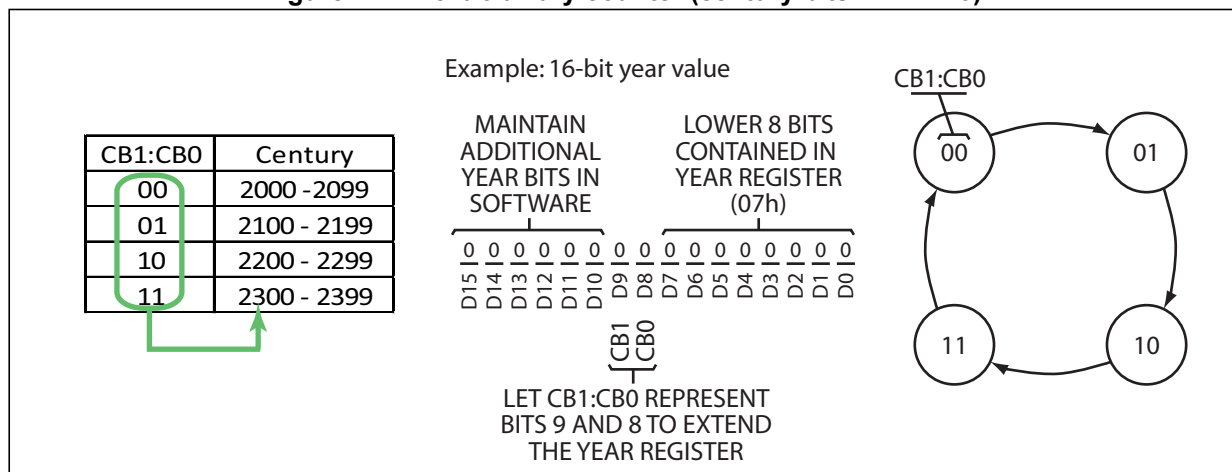 Example: 16-bit year value
CB1:CB0 Century
00 2000 -2099
01 2100 - 2199
10 2200 - 2299
11 2300 - 2399
MAINTAIN
ADDITIONAL
YEAR BITS IN
SOFTWARE
LOWER 8 BITS
CONTAINED IN
YEAR REGISTER
(07h)
0 0 0 0 0 0 0 0 0 0 0 0 0 0 0 0
D15 D14 D13 D12 D11 D10 D9 D8 D7 D6 D5 D4 D3 D2 D1 D0
CB1 CB0
LET CB1:CB0 REPRESENT
BITS 9 AND 8 TO EXTEND
THE YEAR REGISTER
CB1:CB0
00
01
11
10